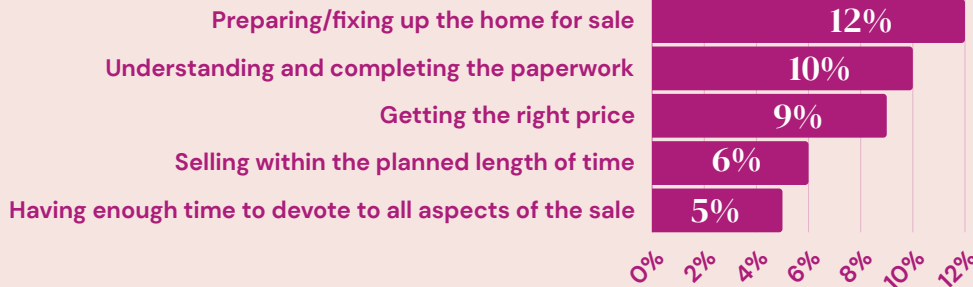 Preparing/fixing up the home for sale 12%
Understanding and completing the paperwork 10%
Getting the right price 9%
Selling within the planned length of time 6%
Having enough time to devote to all aspects of the sale 5%
0% 2% 4% 6% 8% 10% 12%